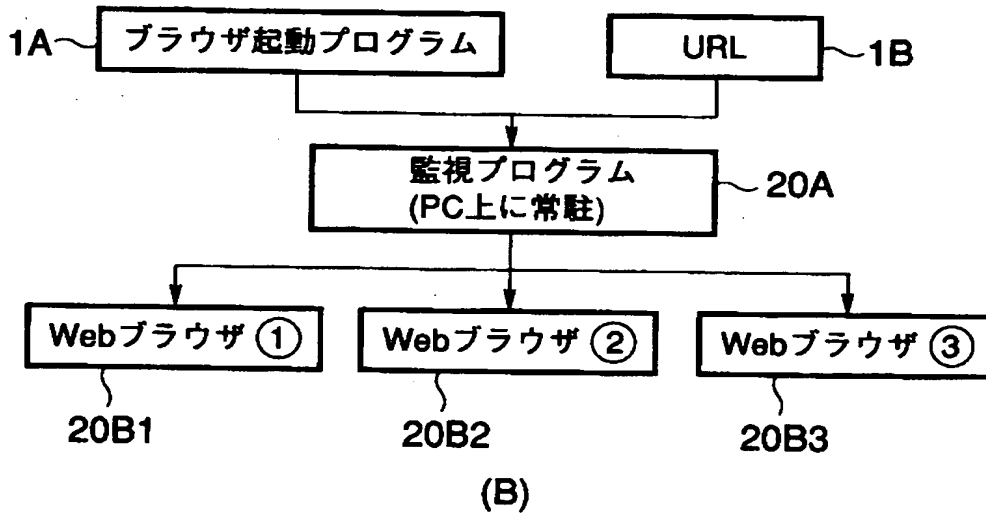 1A
ブラウザ起動プログラム
URL
1B
監視プログラム
(PC上に常駐)
20A
Webブラウザ ①
Webブラウザ ②
Webブラウザ ③
20B1
20B2
20B3
(B)